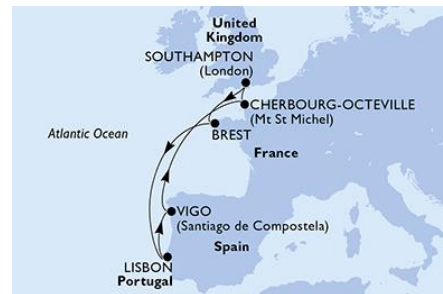 United
Kingdom
SOUTHAMPTON
(London)
CHERBOURG-OCTEVILLE
(Mt St Michel)
Atlantic Ocean
BREST
France
VIGO
(Santiago de Compostela)
Spain
LISBON
Portugal